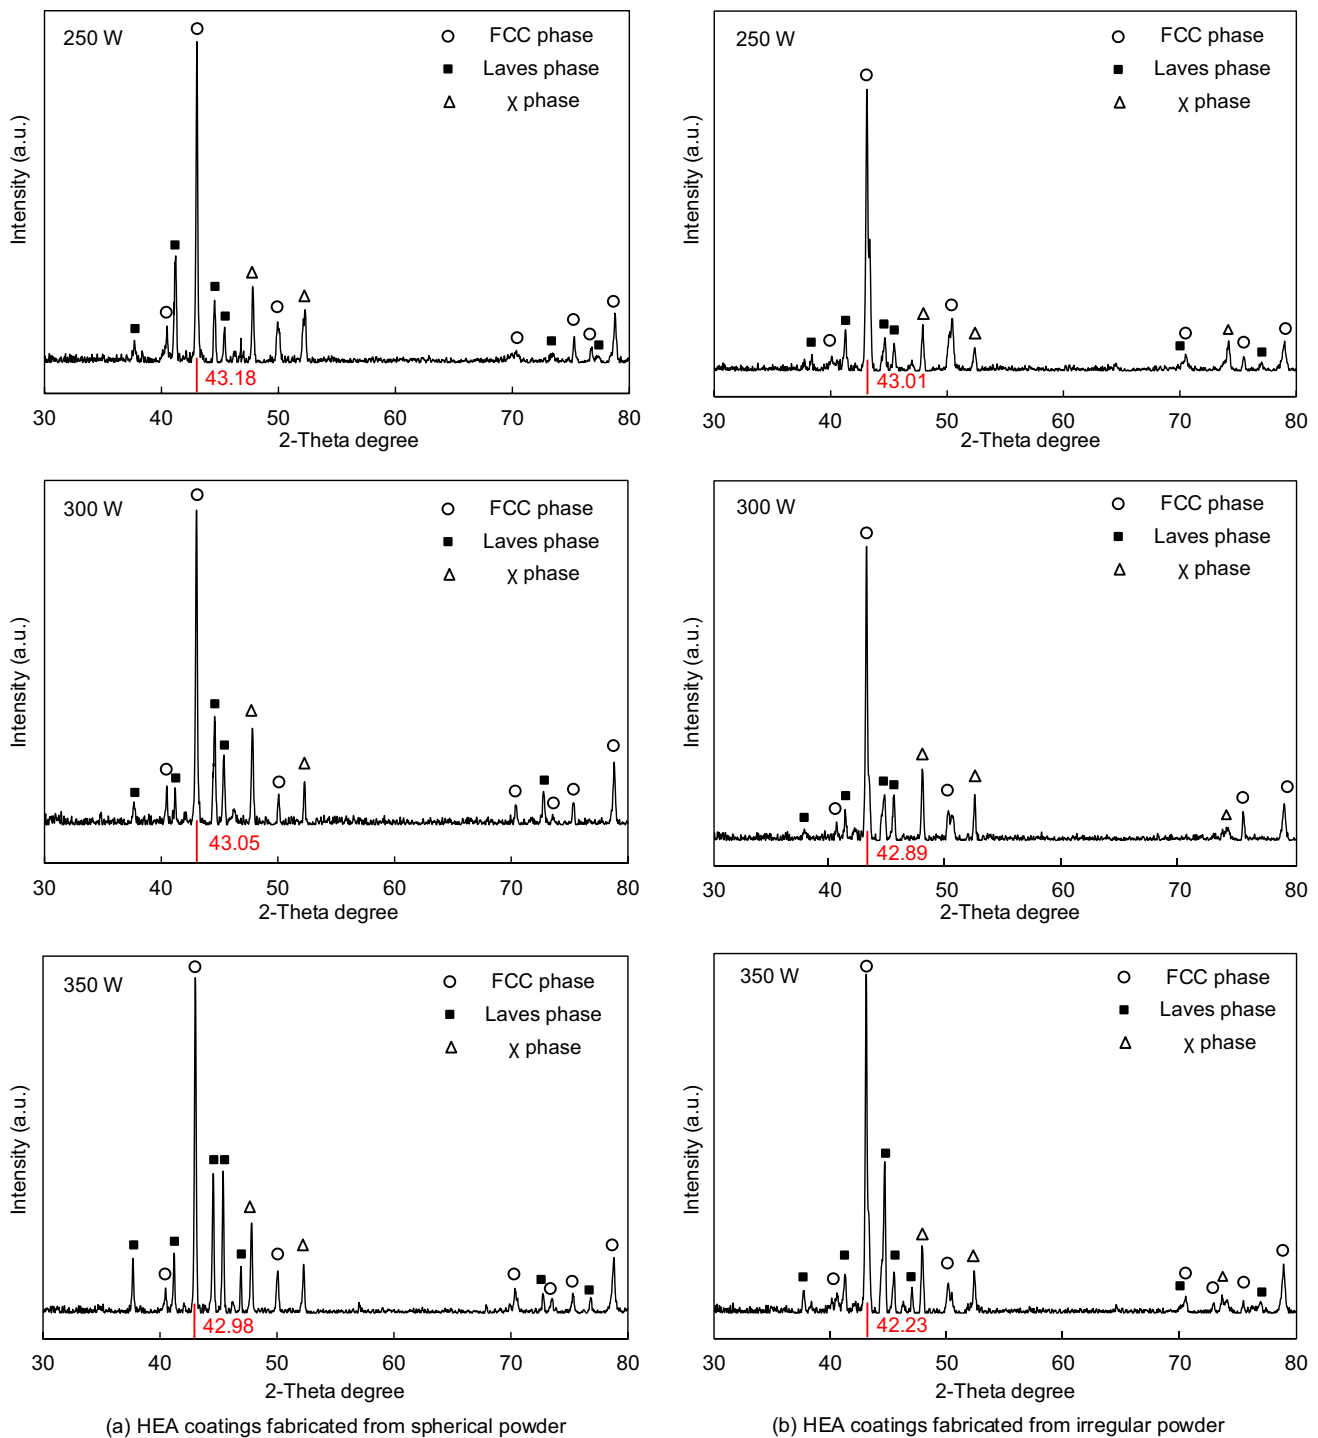 250 W
FCC phase
Laves phase
χ phase
Intensity (a.u.)
43.18
30 40 50 60 70 80
2-Theta degree
250 W
FCC phase
Laves phase
χ phase
Intensity (a.u.)
43.01
30 40 50 60 70 80
2-Theta degree
300 W
FCC phase
Laves phase
χ phase
Intensity (a.u.)
43.05
30 40 50 60 70 80
2-Theta degree
300 W
FCC phase
Laves phase
χ phase
Intensity (a.u.)
42.89
30 40 50 60 70 80
2-Theta degree
350 W
FCC phase
Laves phase
χ phase
Intensity (a.u.)
42.98
30 40 50 60 70 80
2-Theta degree
350 W
FCC phase
Laves phase
χ phase
Intensity (a.u.)
42.23
30 40 50 60 70 80
2-Theta degree
(a) HEA coatings fabricated from spherical powder
(b) HEA coatings fabricated from irregular powder